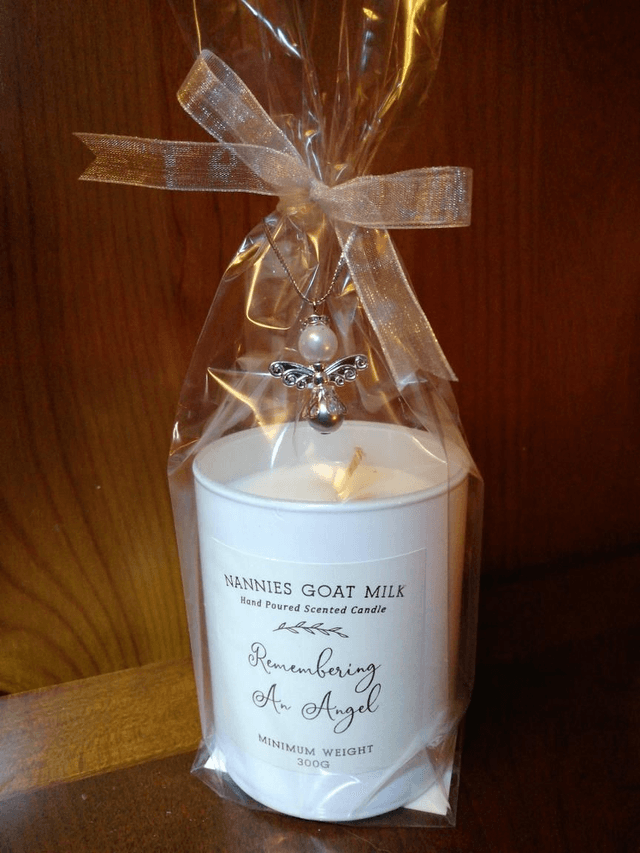 NANNIES GOAT MILK
Hand Poured Scented Candle
Remembering
An Angel
MINIMUM WEIGHT
300G